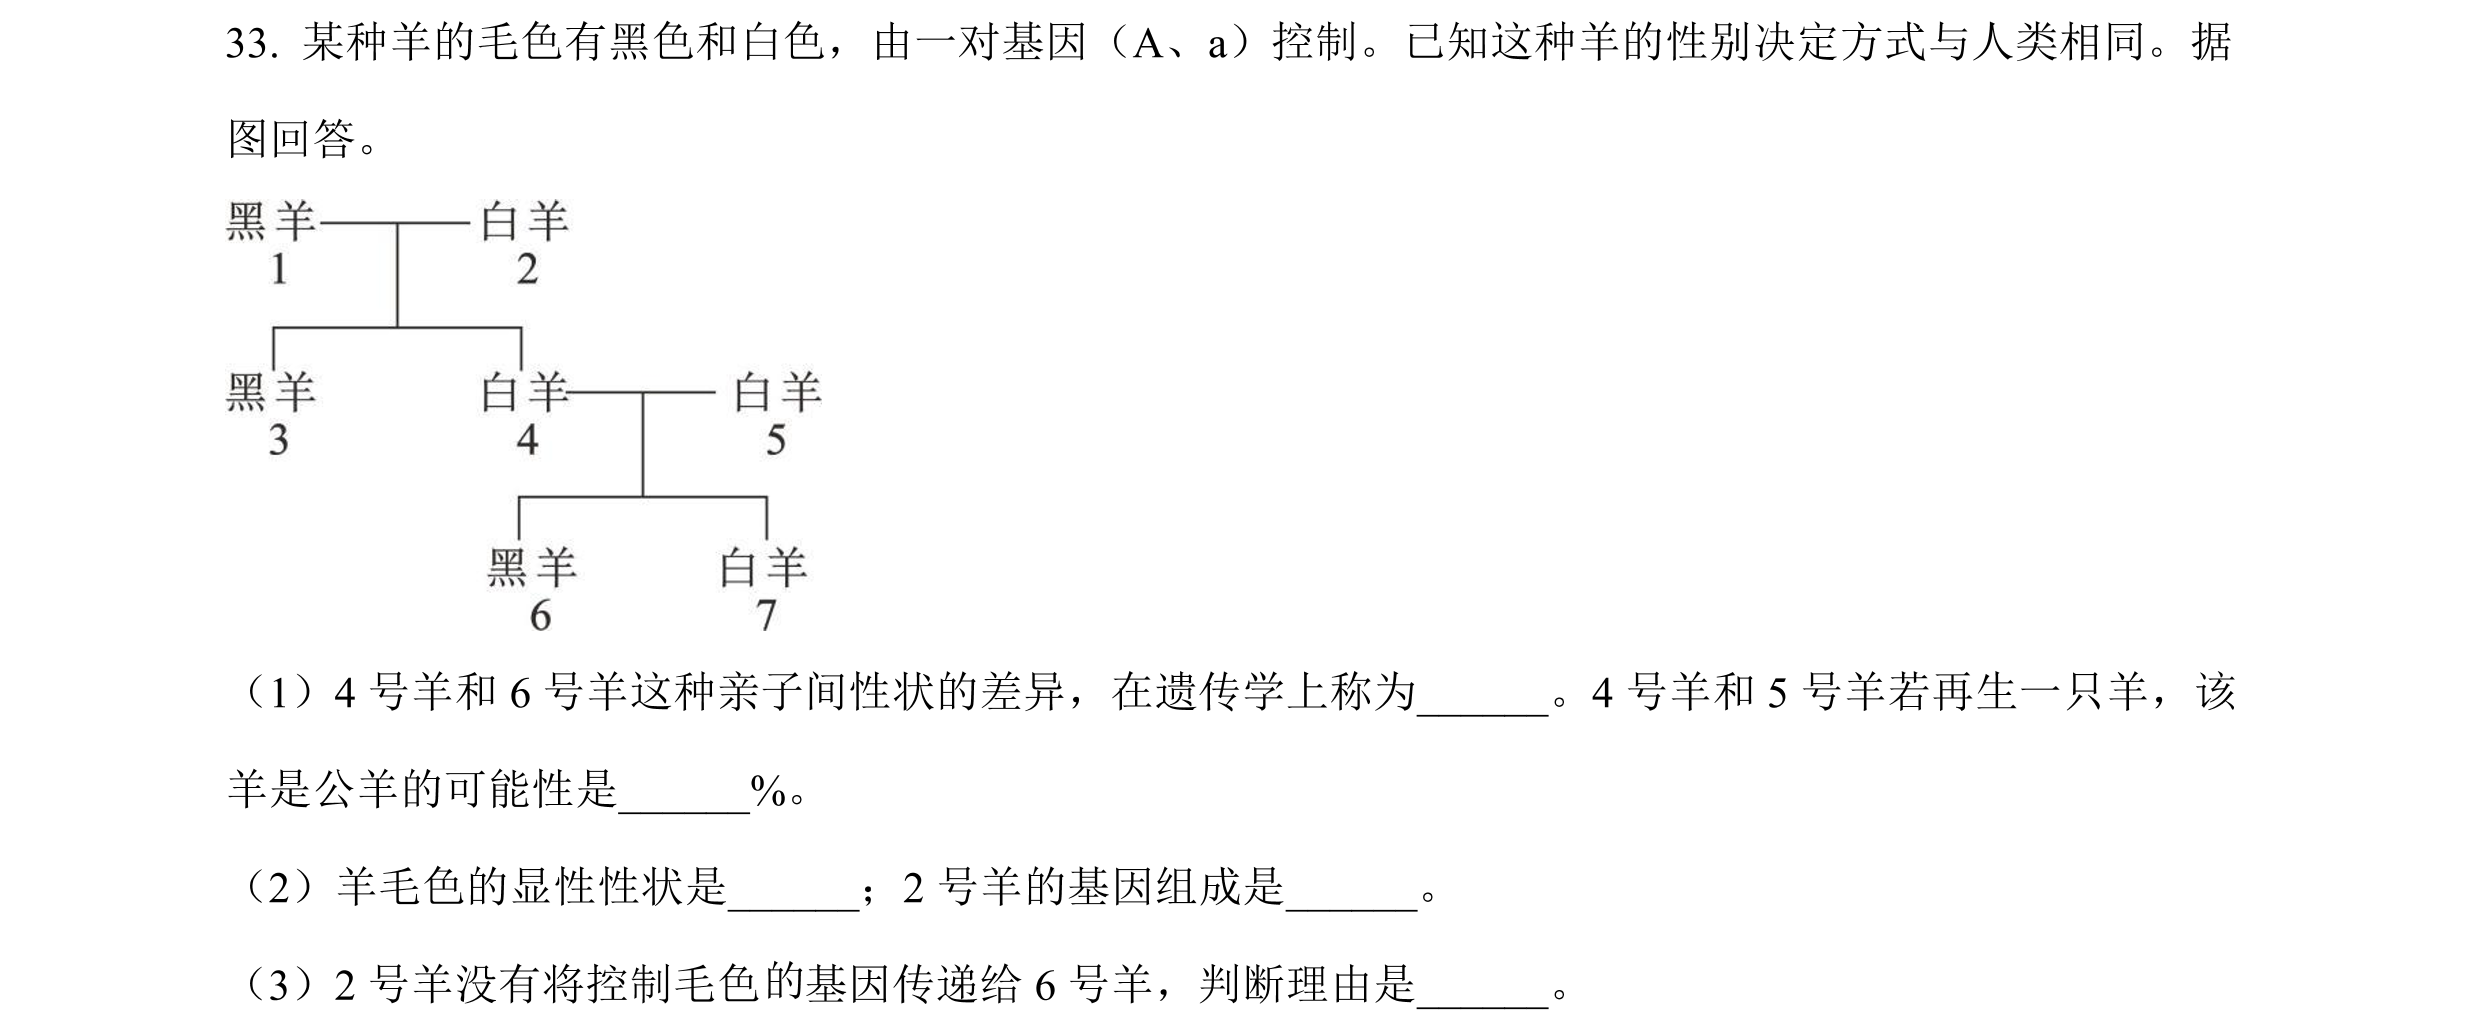 33. 某种羊的毛色有黑色和白色，由一对基因（A、a）控制。已知这种羊的性别决定方式与人类相同。据
图回答。
黑羊 白羊
1 2
黑羊 白羊 白羊
3 4 5
黑羊 白羊
6 7
（1）4 号羊和 6 号羊这种亲子间性状的差异，在遗传学上称为______。4 号羊和 5 号羊若再生一只羊，该
羊是公羊的可能性是______%。
（2）羊毛色的显性性状是______；2 号羊的基因组成是______。
（3）2 号羊没有将控制毛色的基因传递给 6 号羊，判断理由是______。